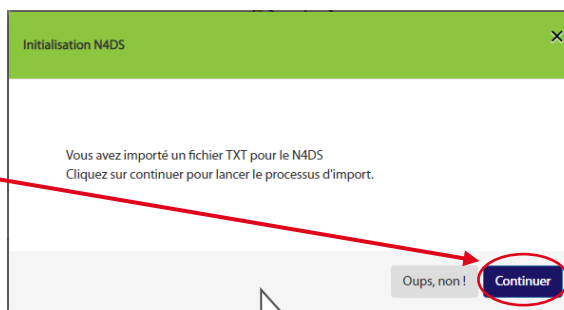 Initialisation N4DS
Vous avez importé un fichier TXT pour le N4DS
Cliquez sur continuer pour lancer le processus d'import.
Oups, non !
Continuer